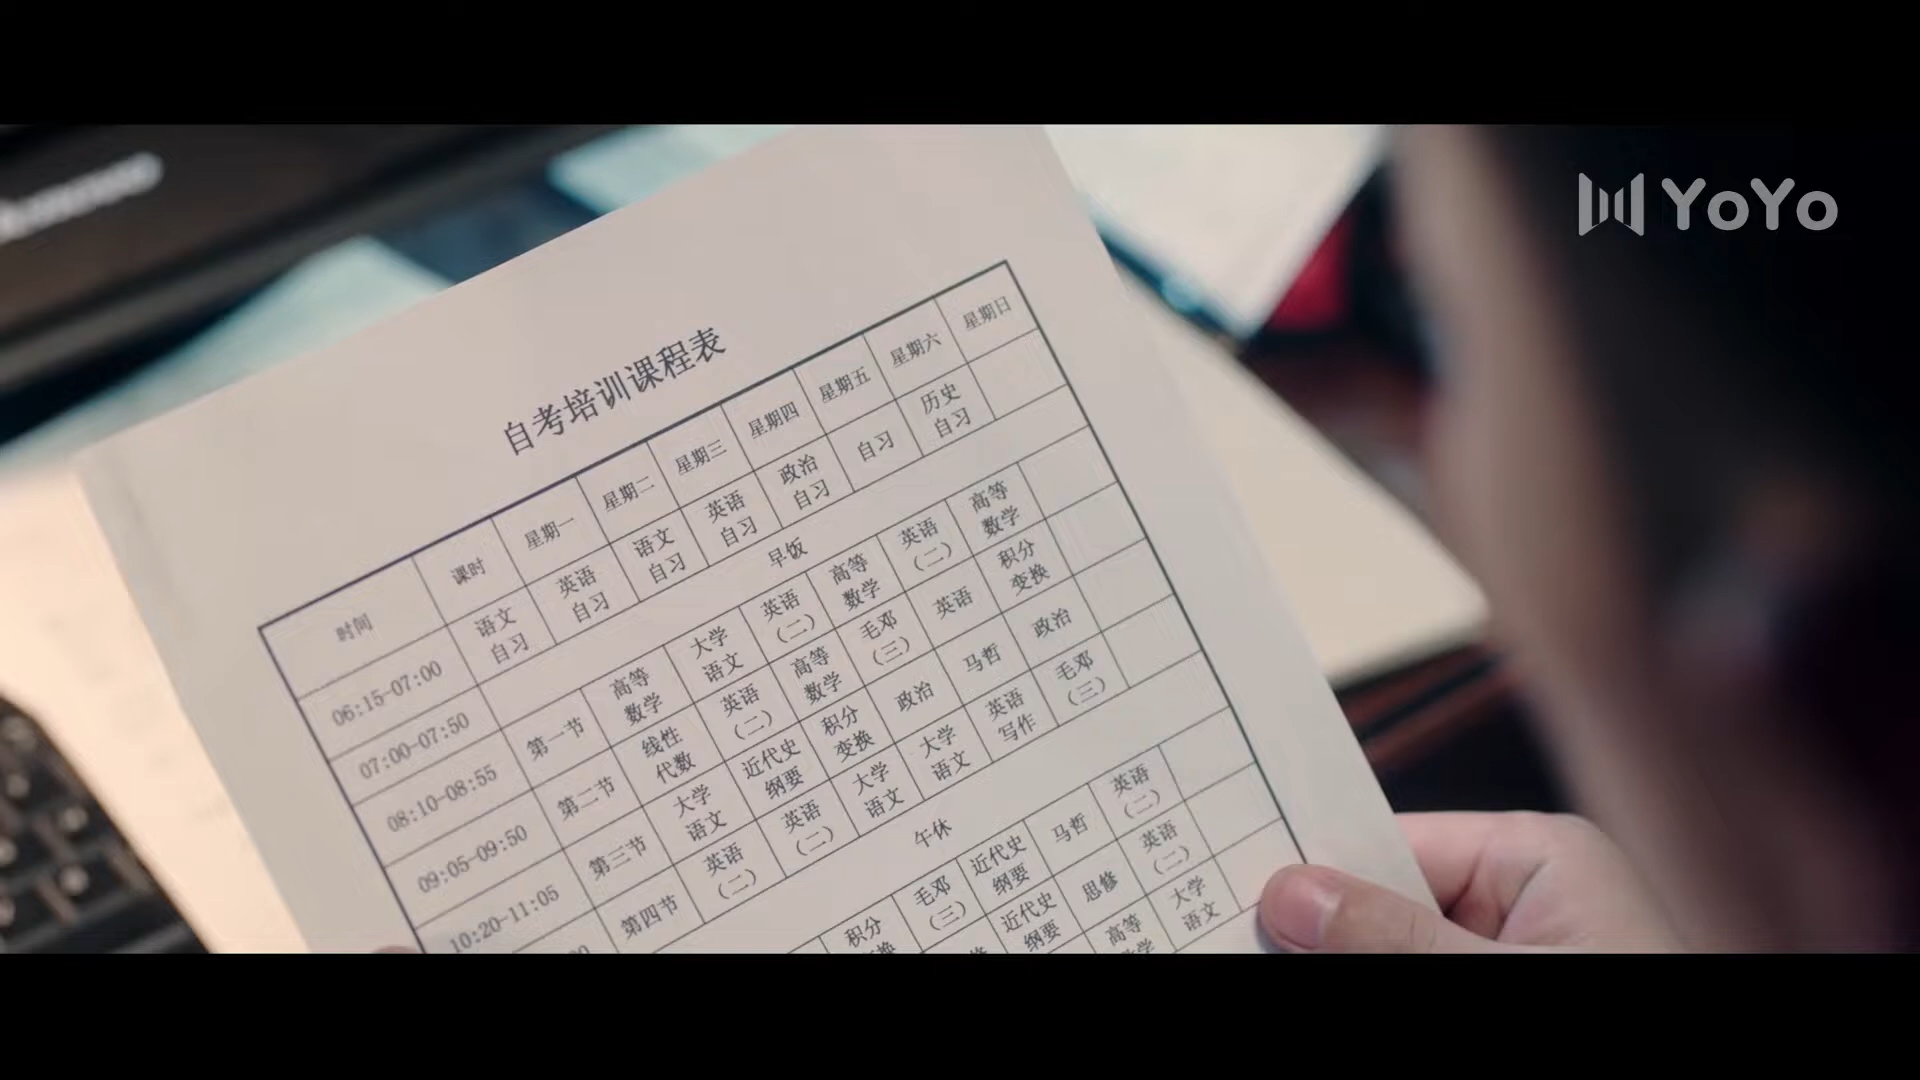 YoYo
自考培训课程表
时间 课时 星期一 星期二 星期三 星期四 星期五 星期六 星期日
06:15-07:00 语文自习 英语自习 语文自习 英语自习 政治自习 自习 历史自习
07:00-07:50 早饭
08:10-08:55 第一节 高等数学 大学语文 英语（二） 高等数学 英语（二） 高等数学
09:05-09:50 第二节 线性代数 英语（二） 高等数学 毛邓（三） 英语 积分变换
10:20-11:05 第三节 大学语文 近代史纲要 积分变换 政治 马哲 政治
第四节 英语（二） 英语（二） 大学语文 大学语文 英语写作 毛邓（三）
午休
积分 毛邓（三） 近代史纲要 马哲 英语（二）
近代史纲要 思修 英语（二）
高等 大学语文